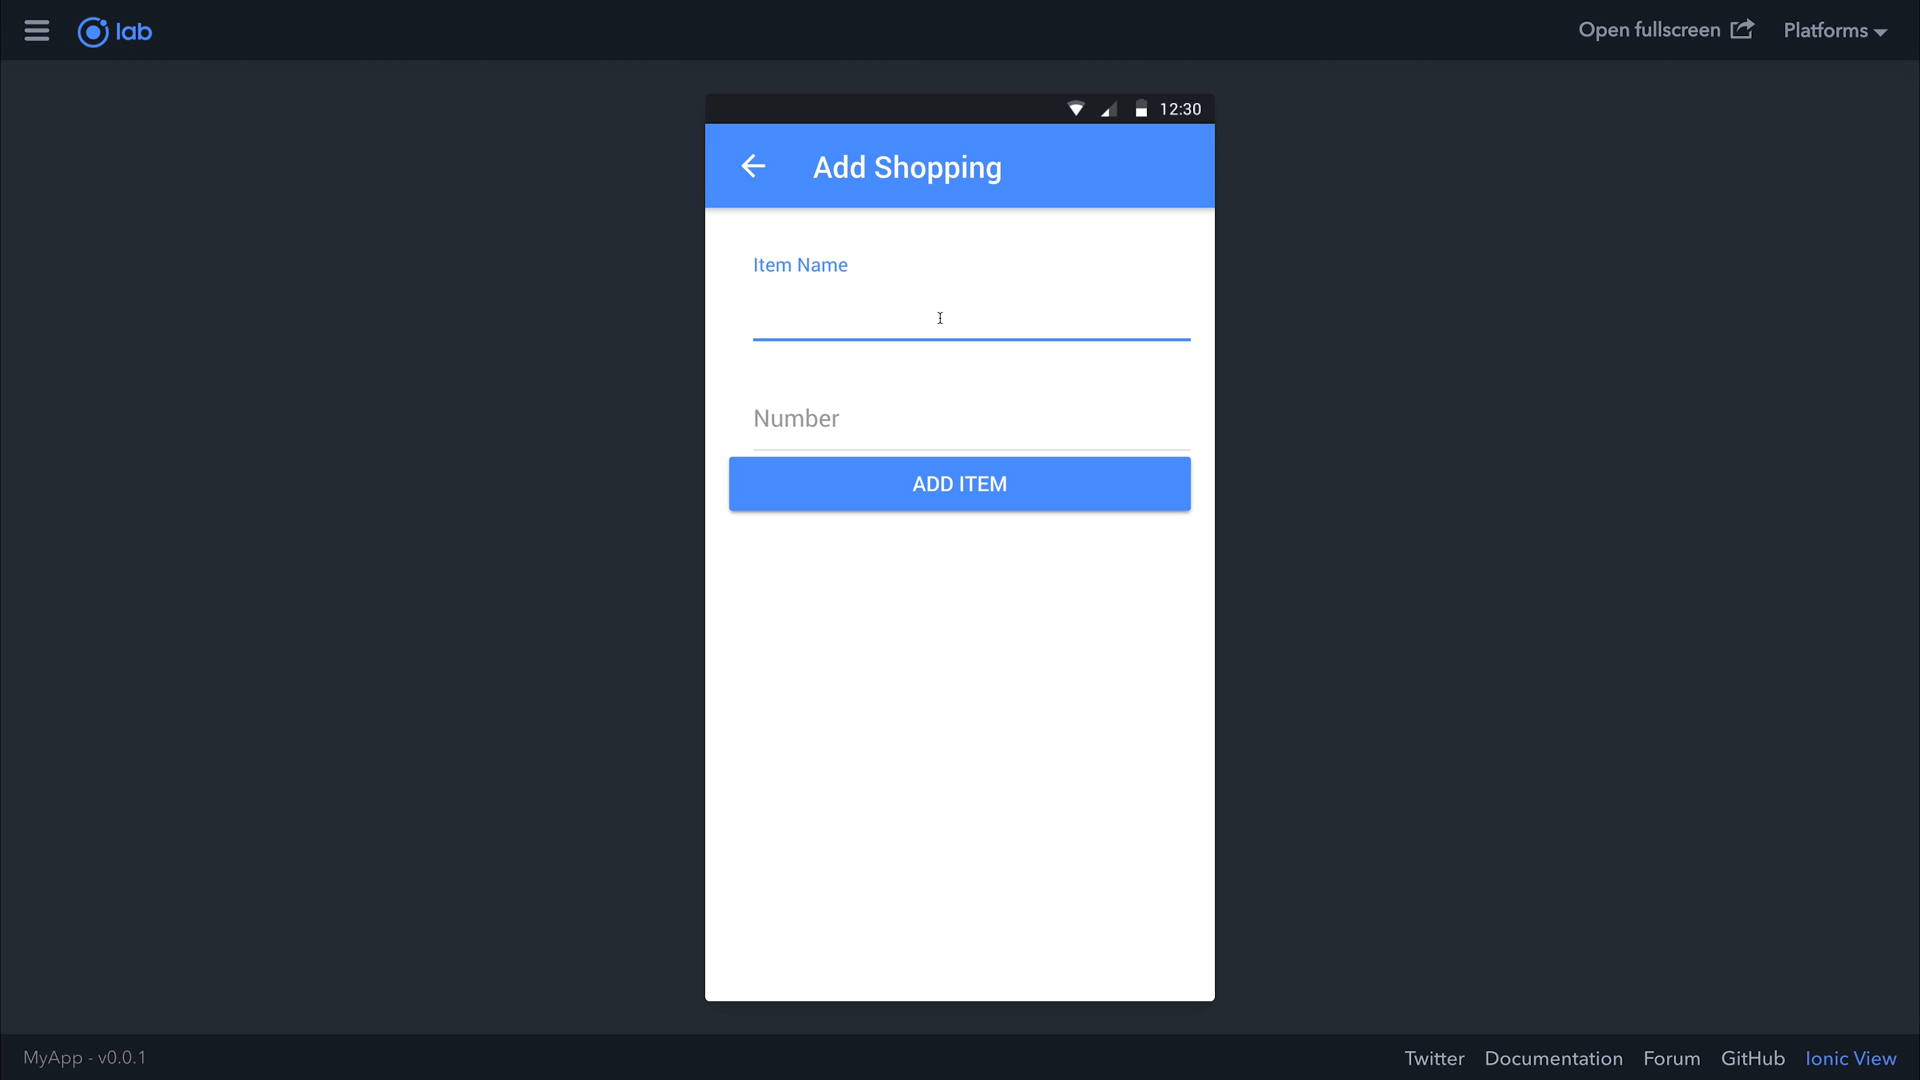 lab
Open fullscreen
Platforms
12:30
Add Shopping
Item Name
Number
ADD ITEM
MyApp - v0.0.1
Twitter Documentation Forum GitHub Ionic View